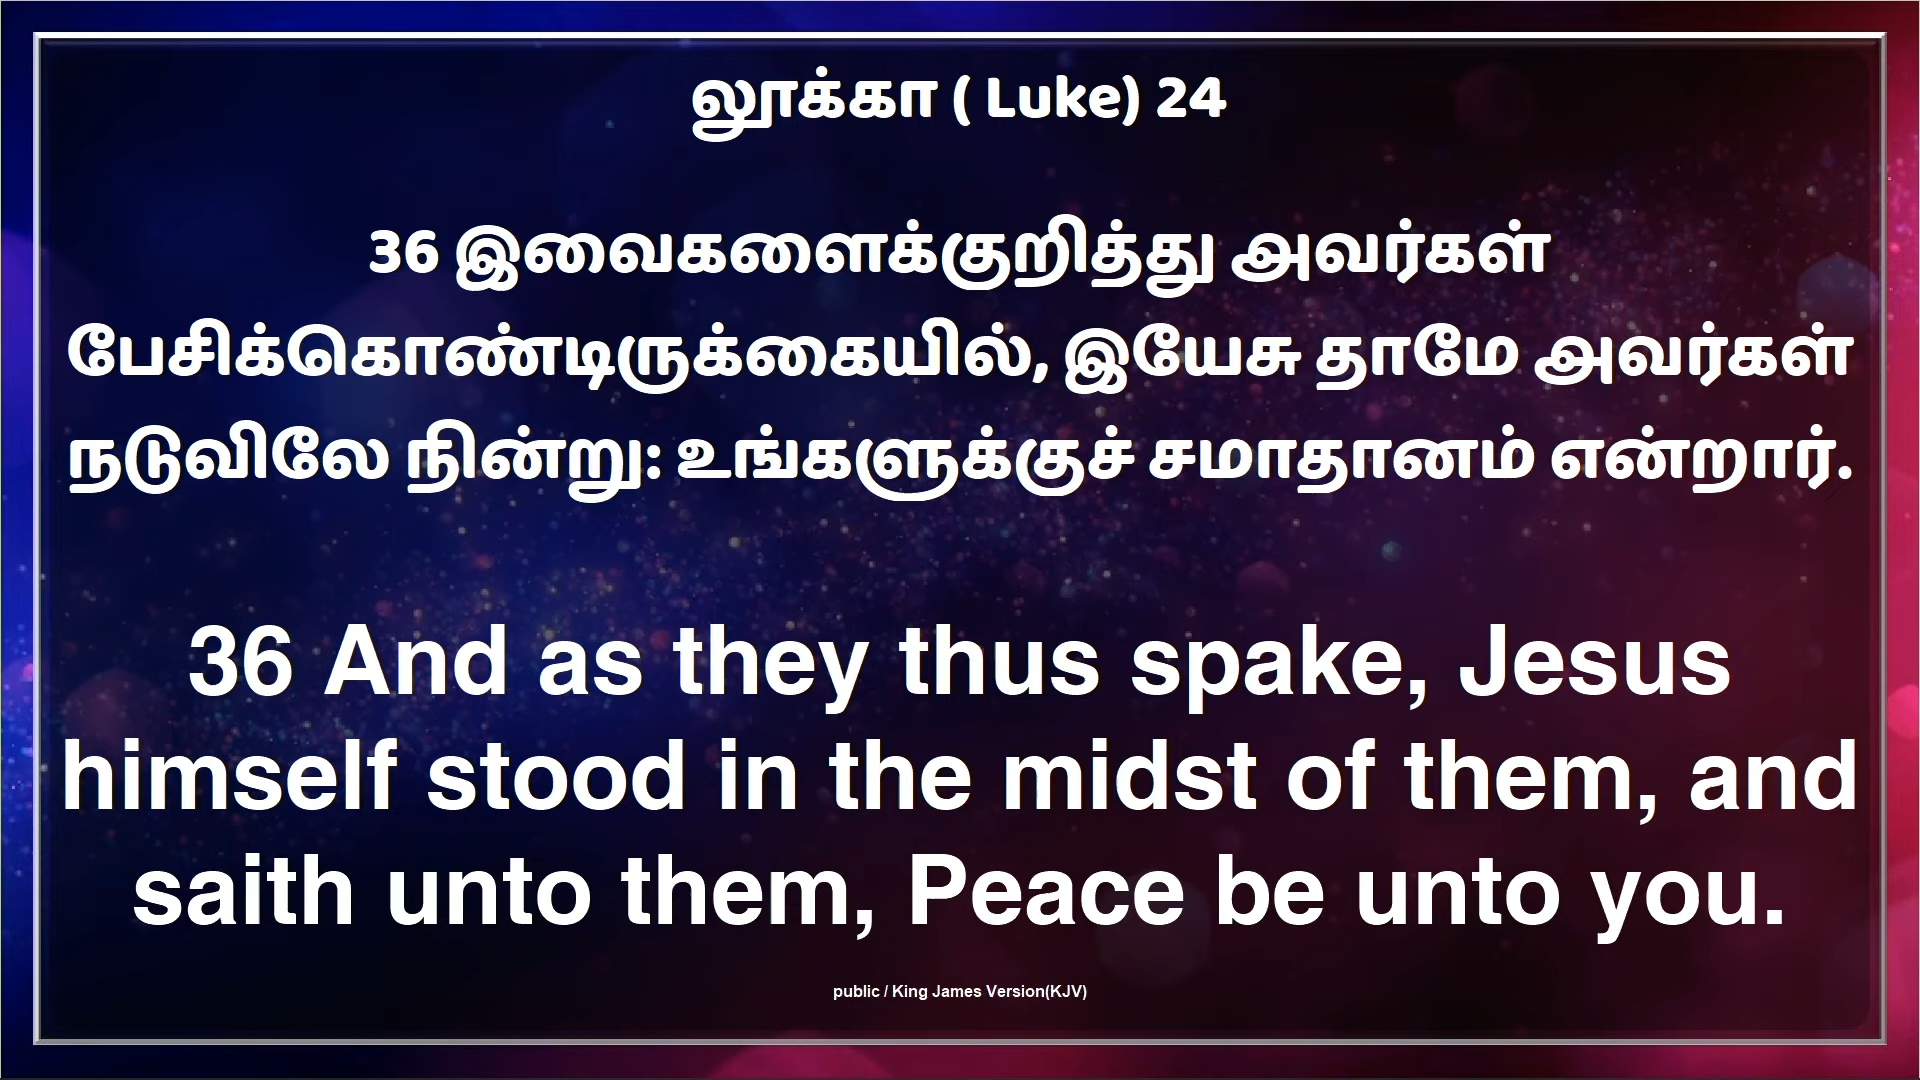 லூக்கா ( Luke) 24
36 இவைகளைக்குறித்து அவர்கள்
பேசிக்கொண்டிருக்கையில், இயேசு தாமே அவர்கள்
நடுவிலே நின்று: உங்களுக்குச் சமாதானம் என்றார்.
36 And as they thus spake, Jesus
himself stood in the midst of them, and
saith unto them, Peace be unto you.
public / King James Version(KJV)